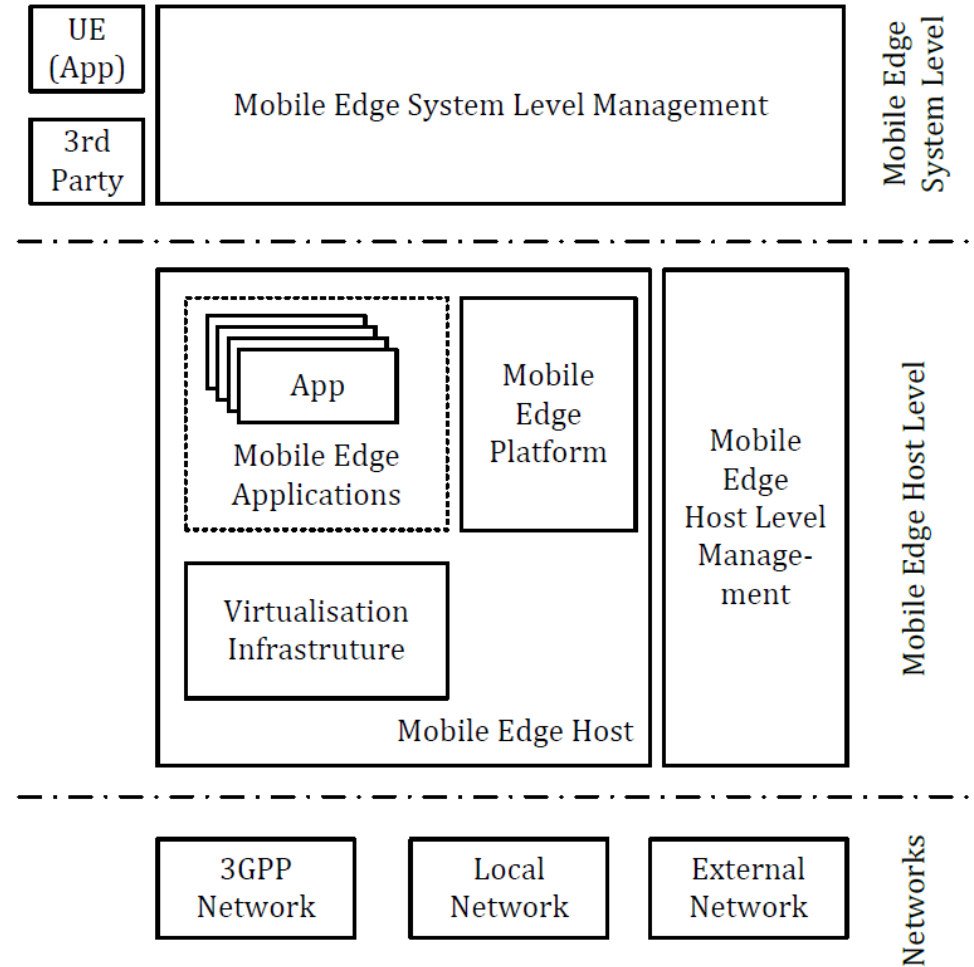 UE
(App)
3rd
Party
Mobile Edge System Level Management
Mobile Edge
System Level
App
Mobile Edge
Applications
Mobile
Edge
Platform
Virtualisation
Infrastruture
Mobile Edge Host
Mobile
Edge
Host Level
Manage-
ment
Mobile Edge Host Level
3GPP
Network
Local
Network
External
Network
Networks